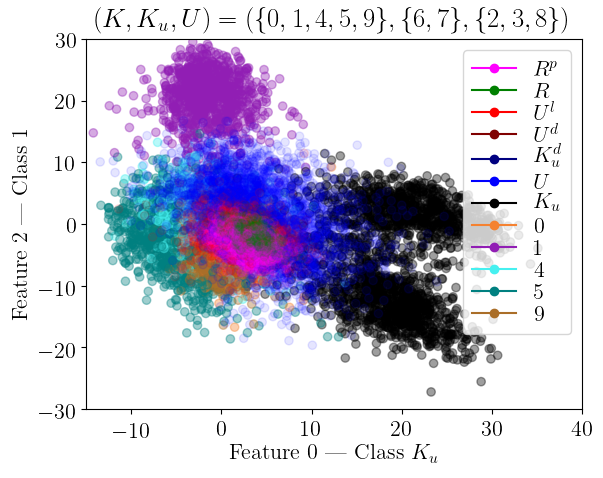 (K, K_u, U) = ({0, 1, 4, 5, 9}, {6, 7}, {2, 3, 8})
30
20
10
0
−10
−20
−30
−10
0
10
20
30
40
Feature 2 — Class 1
Feature 0 — Class K_u
R^p
R
U^l
U^d
K_u^d
U
K_u
0
1
4
5
9